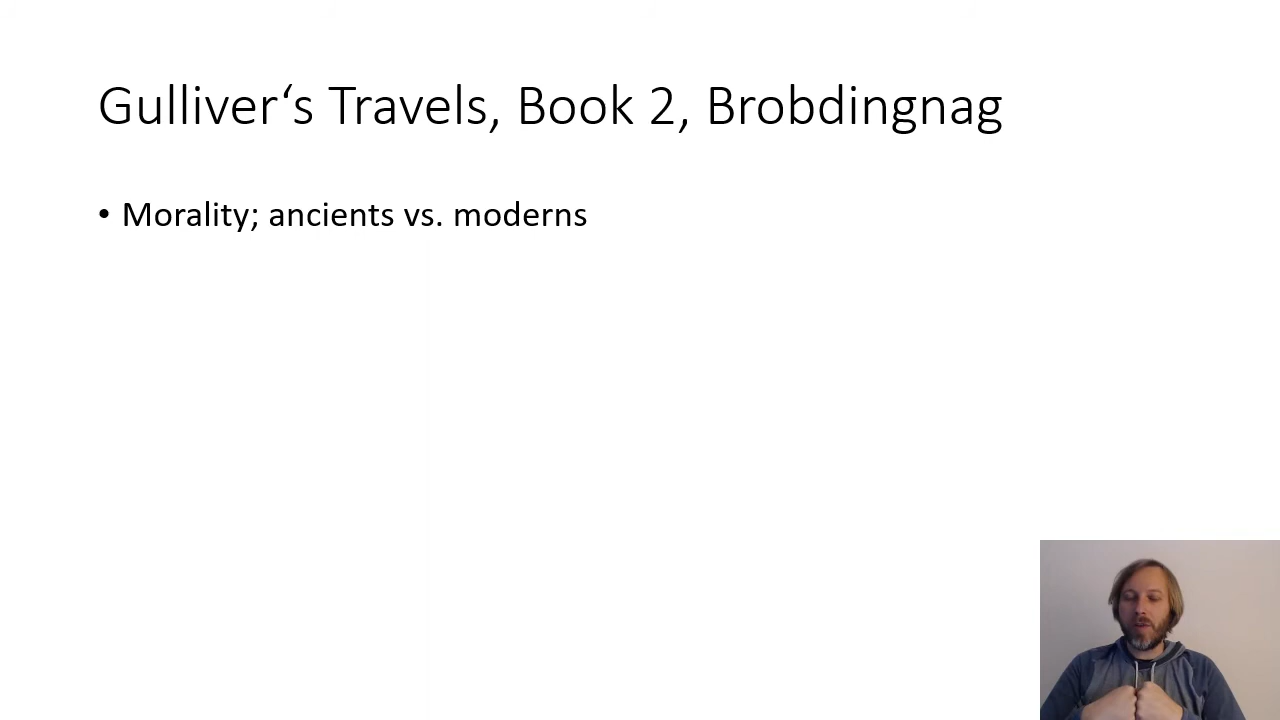 Gulliver‘s Travels, Book 2, Brobdingnag
• Morality; ancients vs. moderns